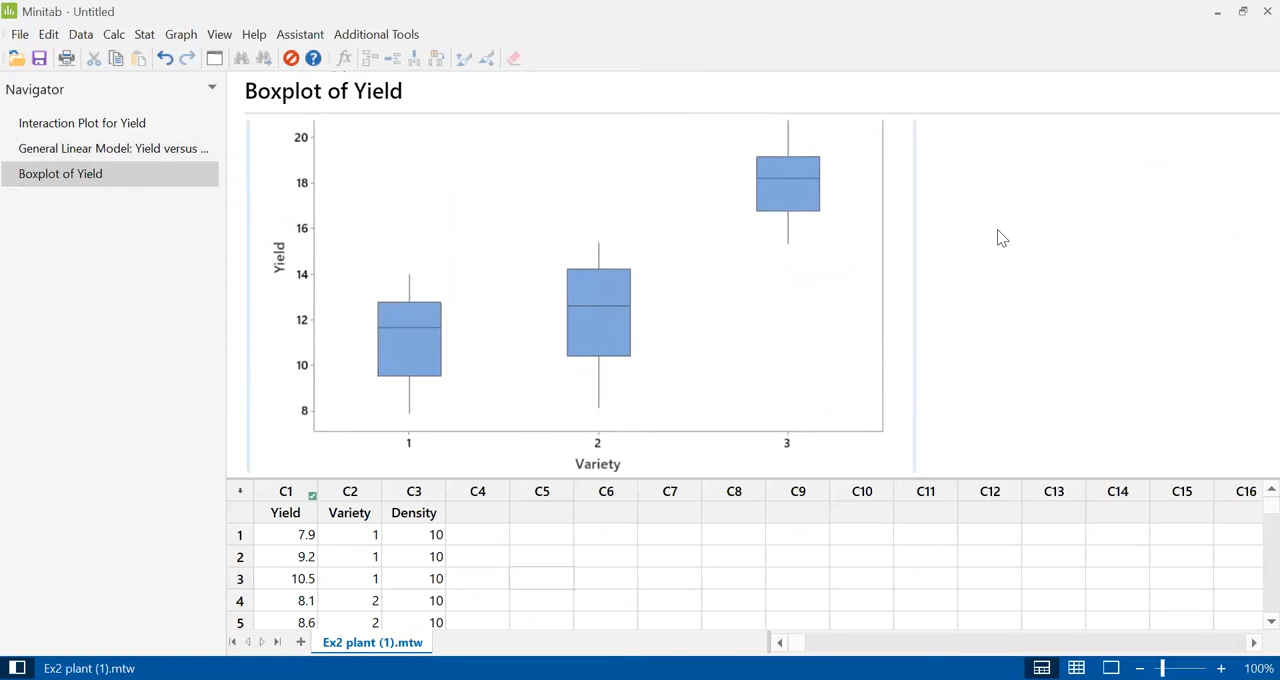 Minitab - Untitled
File Edit Data Calc Stat Graph View Help Assistant Additional Tools
Navigator
Interaction Plot for Yield
General Linear Model: Yield versus ...
Boxplot of Yield
Boxplot of Yield
20
18
16
14
12
10
8
Yield
1 2 3
Variety
C1 C2 C3 C4 C5 C6 C7 C8 C9 C10 C11 C12 C13 C14 C15 C16
Yield Variety Density
1 7.9 1 10
2 9.2 1 10
3 10.5 1 10
4 8.1 2 10
5 8.6 2 10
Ex2 plant (1).mtw
Ex2 plant (1).mtw
100%